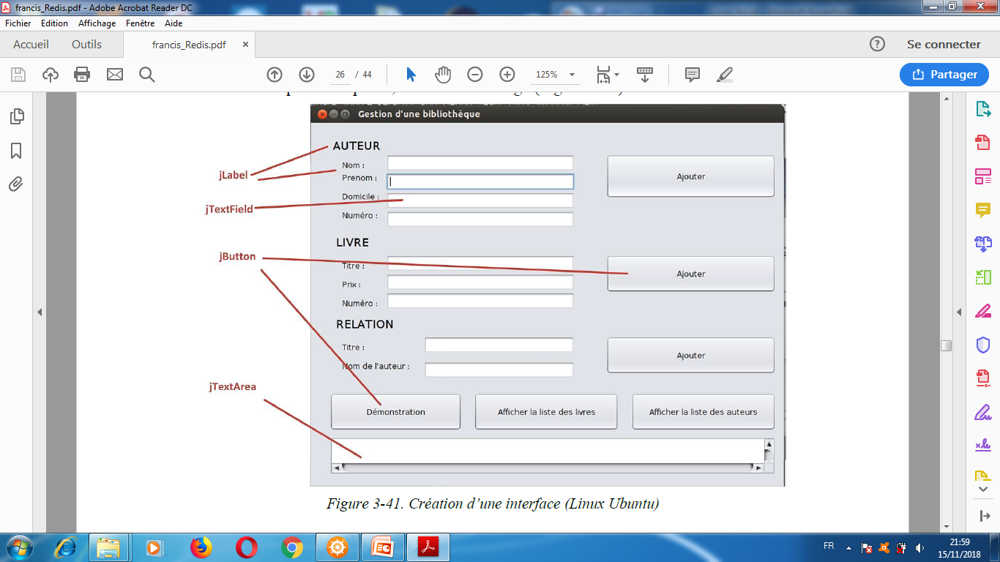 francis_Redis.pdf - Adobe Acrobat Reader DC
Fichier Edition Affichage Fenêtre Aide
Accueil Outils francis_Redis.pdf × Se connecter
26 / 44 125% Partager
Gestion d'une bibliothèque
AUTEUR
Nom :
Prenom :
Ajouter
jLabel
Domicile :
jTextField
Numéro :
LIVRE
jButton
Titre :
Ajouter
Prix :
Numéro :
RELATION
Titre :
Ajouter
Nom de l'auteur :
jTextArea
Démonstration Afficher la liste des livres Afficher la liste des auteurs
Figure 3-41. Création d’une interface (Linux Ubuntu)
FR 21:59
15/11/2018